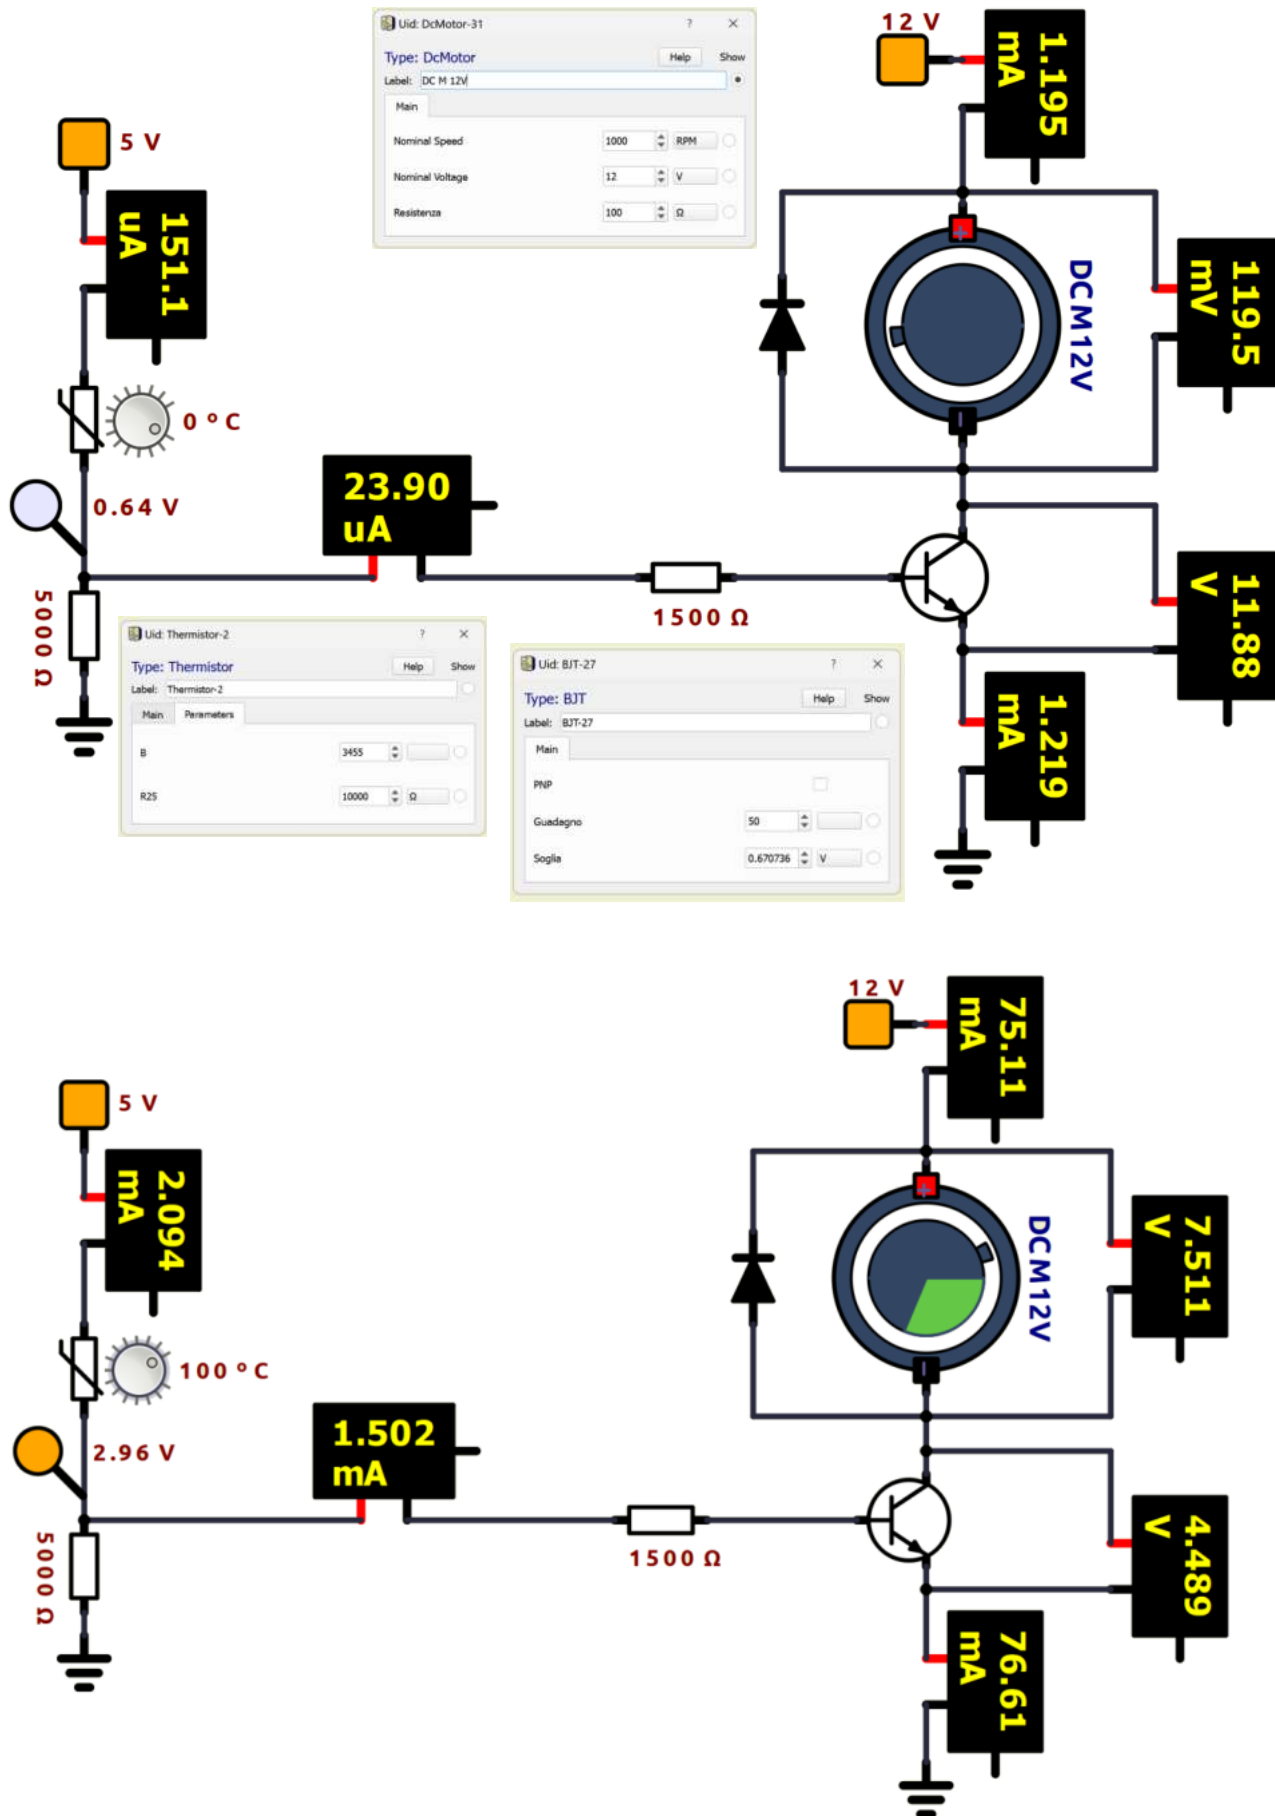 Uid: DcMotor-31
?
×
Type: DcMotor
Help
Show
Label:
DC M 12V
Main
Nominal Speed
1000
RPM
Nominal Voltage
12
V
Resistenza
100
Ω
12 V
1.195
mA
5 V
151.1
uA
DC M 12V
119.5
mV
0 º C
0.64 V
23.90
uA
5000 Ω
1500 Ω
11.88
V
1.219
mA
Uid: Thermistor-2
?
×
Type: Thermistor
Help
Show
Label:
Thermistor-2
Main
Parameters
B
3455
R25
10000
Ω
Uid: BJT-27
?
×
Type: BJT
Help
Show
Label:
BJT-27
Main
PNP
Guadagno
50
Soglia
0.670736
V
12 V
75.11
mA
5 V
2.094
mA
DC M 12V
7.511
V
100 º C
2.96 V
1.502
mA
5000 Ω
1500 Ω
4.489
V
76.61
mA